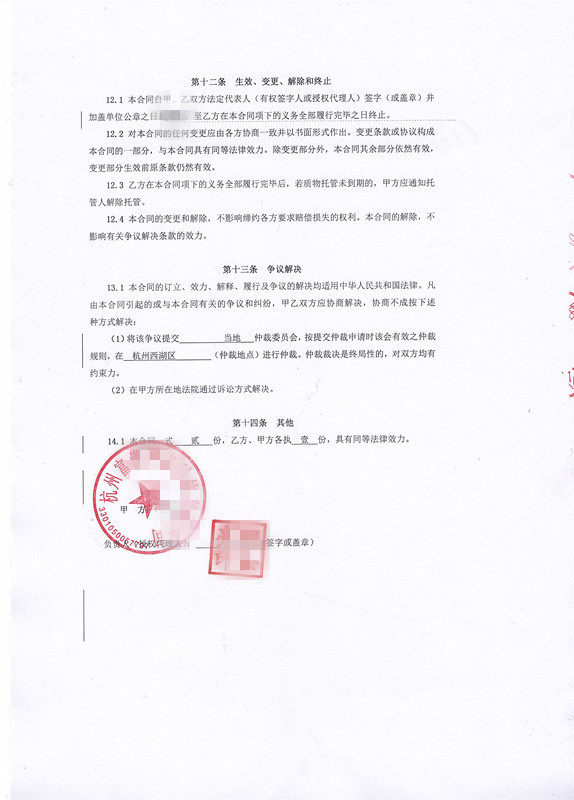 第十二条 生效、变更、解除和终止
12.1 本合同自甲、乙双方法定代表人（有权签字人或授权代理人）签字（或盖章）并
加盖单位公章之日 至乙方在本合同项下的义务全部履行完毕之日终止。
12.2 对本合同的任何变更应由各方协商一致并以书面形式作出。变更条款或协议构成
本合同的一部分，与本合同具有同等法律效力。除变更部分外，本合同其余部分依然有效，
变更部分生效前原条款仍然有效。
12.3 乙方在本合同项下的义务全部履行完毕后，若质物托管未到期的，甲方应通知托
管人解除托管。
12.4 本合同的变更和解除，不影响缔约各方要求赔偿损失的权利。本合同的解除，不
影响有关争议解决条款的效力。
第十三条 争议解决
13.1 本合同的订立、效力、解释、履行及争议的解决均适用中华人民共和国法律。凡
由本合同引起的或与本合同有关的争议和纠纷，甲乙双方应协商解决，协商不成按下述
种方式解决：
（1）将该争议提交 当地 仲裁委员会，按提交仲裁申请时该会有效之仲裁
规则，在 杭州西湖区 （仲裁地点）进行仲裁。仲裁裁决是终局性的，对双方均有
约束力。
（2）在甲方所在地法院通过诉讼方式解决。
第十四条 其他
14.1 本合同 式 贰 份，乙方、甲方各执 壹 份，具有同等法律效力。
杭州富
甲 方
负责人 授权代理人 签字或盖章）